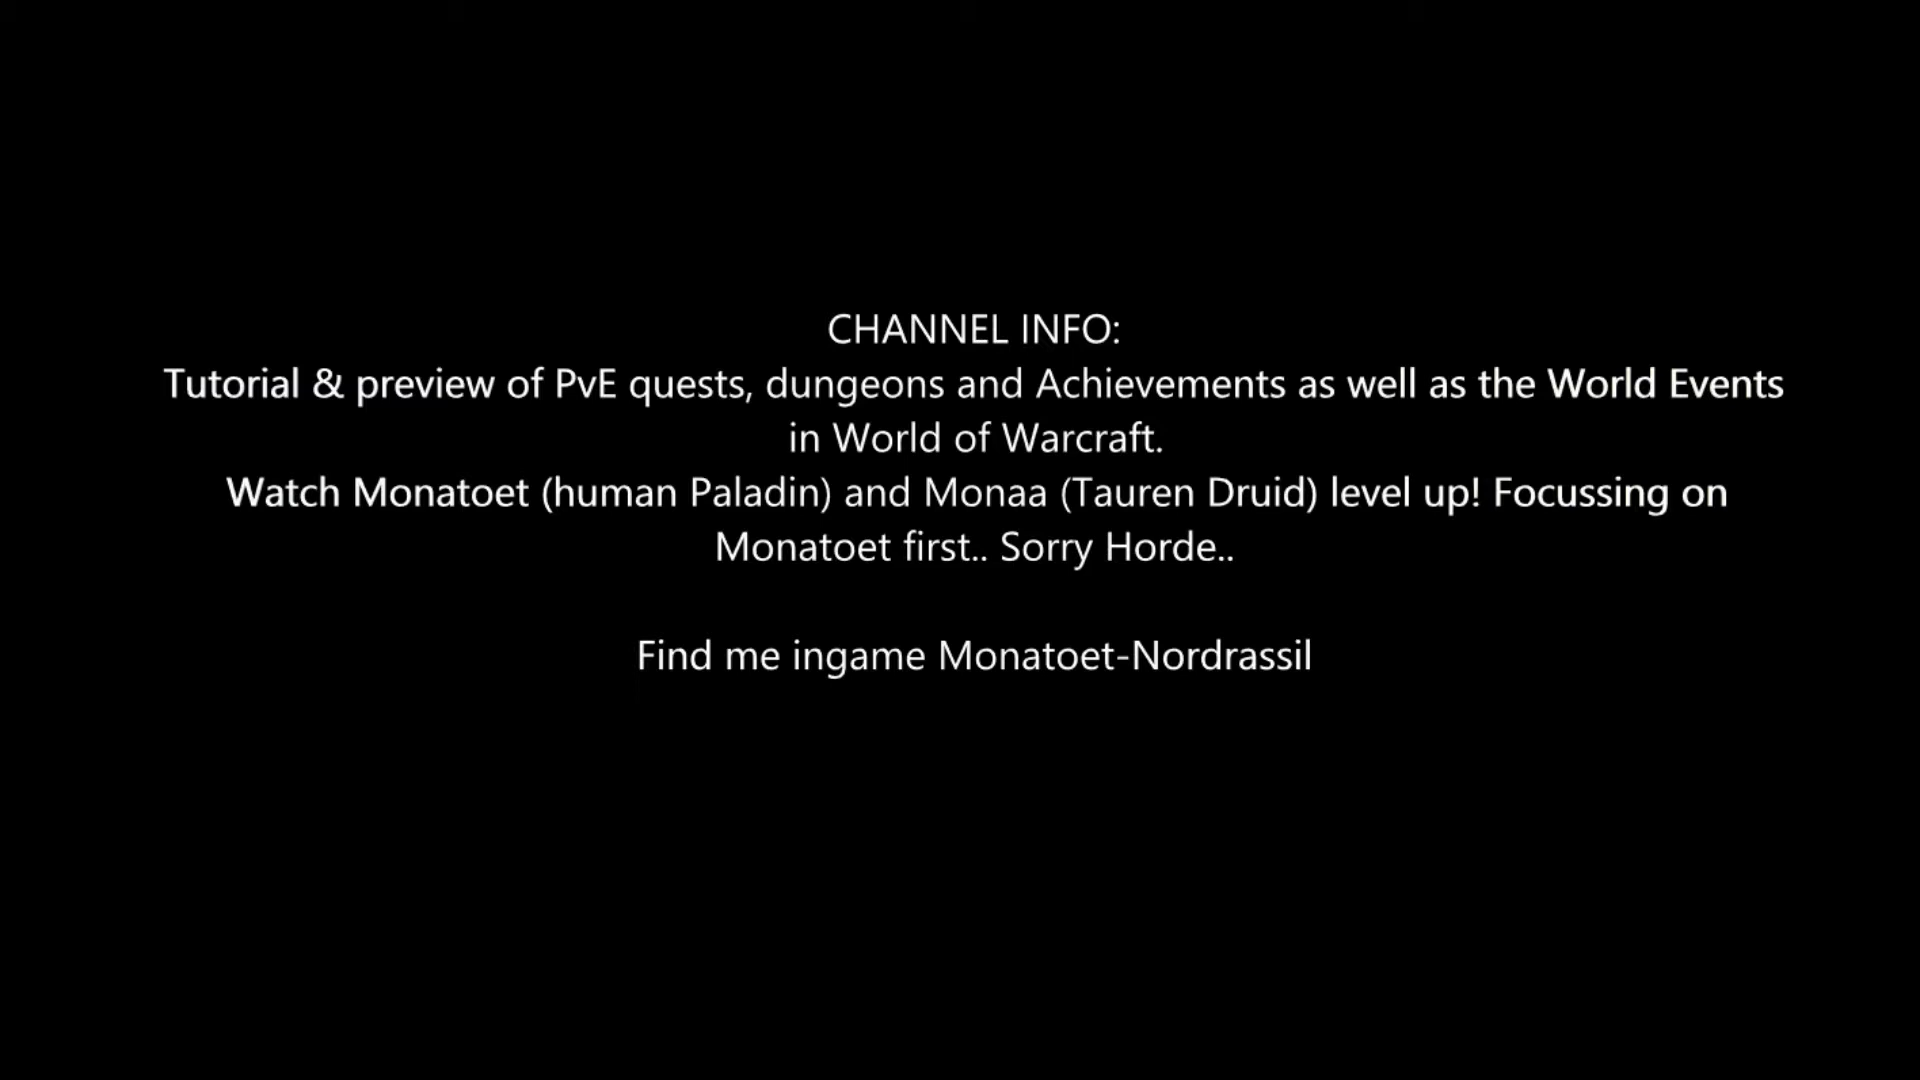 CHANNEL INFO:
Tutorial & preview of PvE quests, dungeons and Achievements as well as the World Events
in World of Warcraft.
Watch Monatoet (human Paladin) and Monaa (Tauren Druid) level up! Focussing on
Monatoet first.. Sorry Horde..
Find me ingame Monatoet-Nordrassil